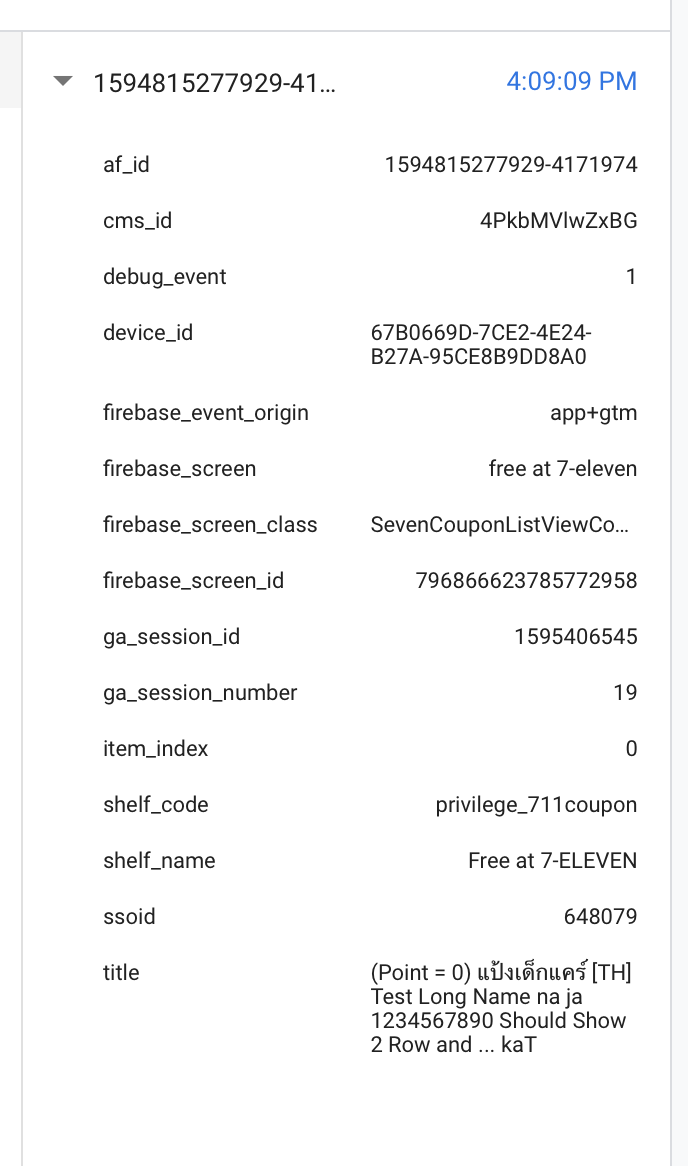 1594815277929-41... 4:09:09 PM
af_id 1594815277929-4171974
cms_id 4PkbMVlwZxBG
debug_event 1
device_id 67B0669D-7CE2-4E24-
B27A-95CE8B9DD8A0
firebase_event_origin app+gtm
firebase_screen free at 7-eleven
firebase_screen_class SevenCouponListViewCo...
firebase_screen_id 796866623785772958
ga_session_id 1595406545
ga_session_number 19
item_index 0
shelf_code privilege_711coupon
shelf_name Free at 7-ELEVEN
ssoid 648079
title (Point = 0) แป้งเด็กแคร์ [TH]
Test Long Name na ja
1234567890 Should Show
2 Row and ... kaT